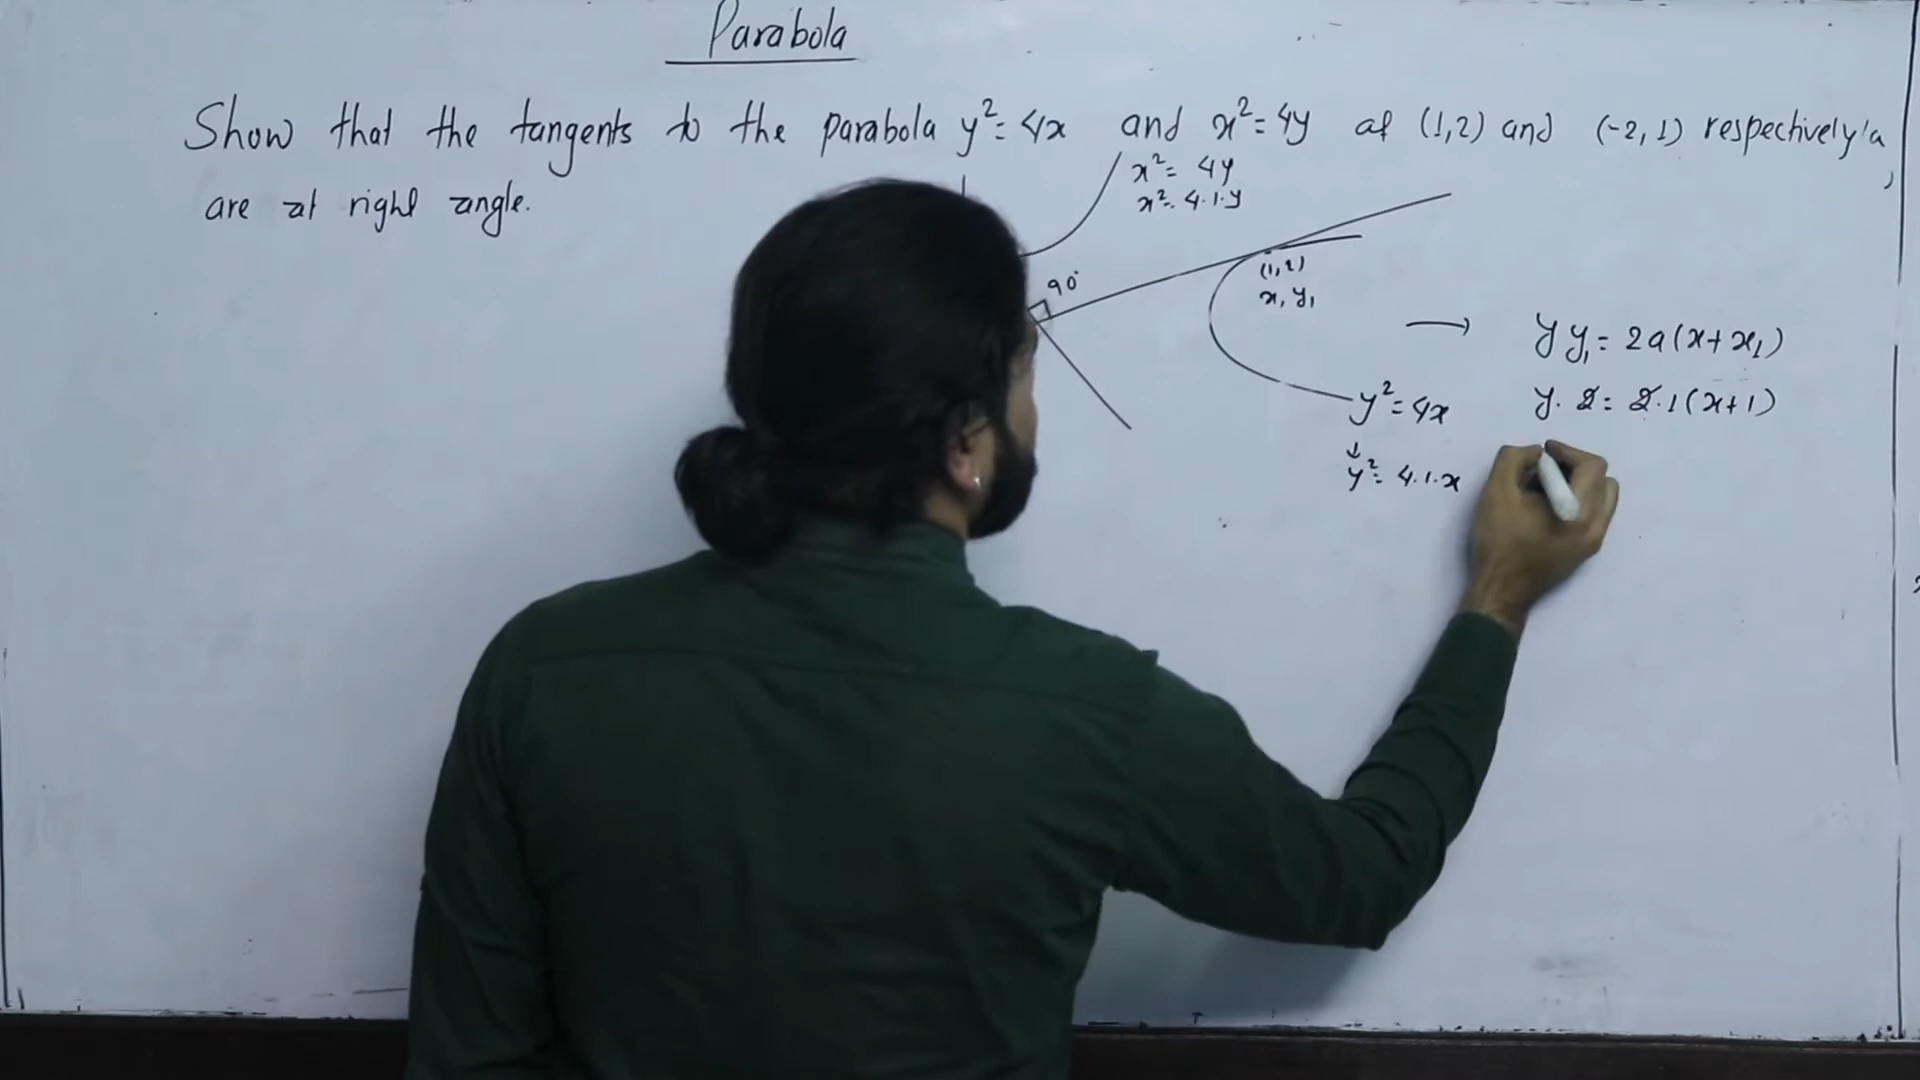 Parabola
Show that the tangents to the parabola y²= 4x and x²= 4y at (1,2) and (-2,1) respectively
are at right angle.
x²= 4y
x²= 4.1.y
90°
(1,2)
x, y₁
→ y y₁= 2a(x+x₁)
y²= 4x
y. 2= 2.1(x+1)
↓
y²= 4.1.x